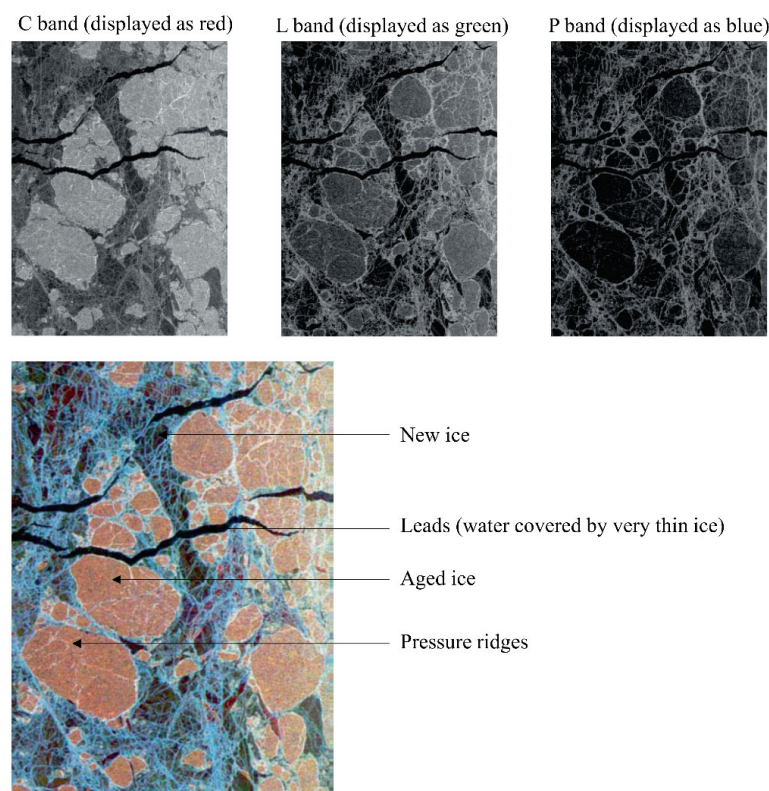 C band (displayed as red)
L band (displayed as green)
P band (displayed as blue)
New ice
Leads (water covered by very thin ice)
Aged ice
Pressure ridges